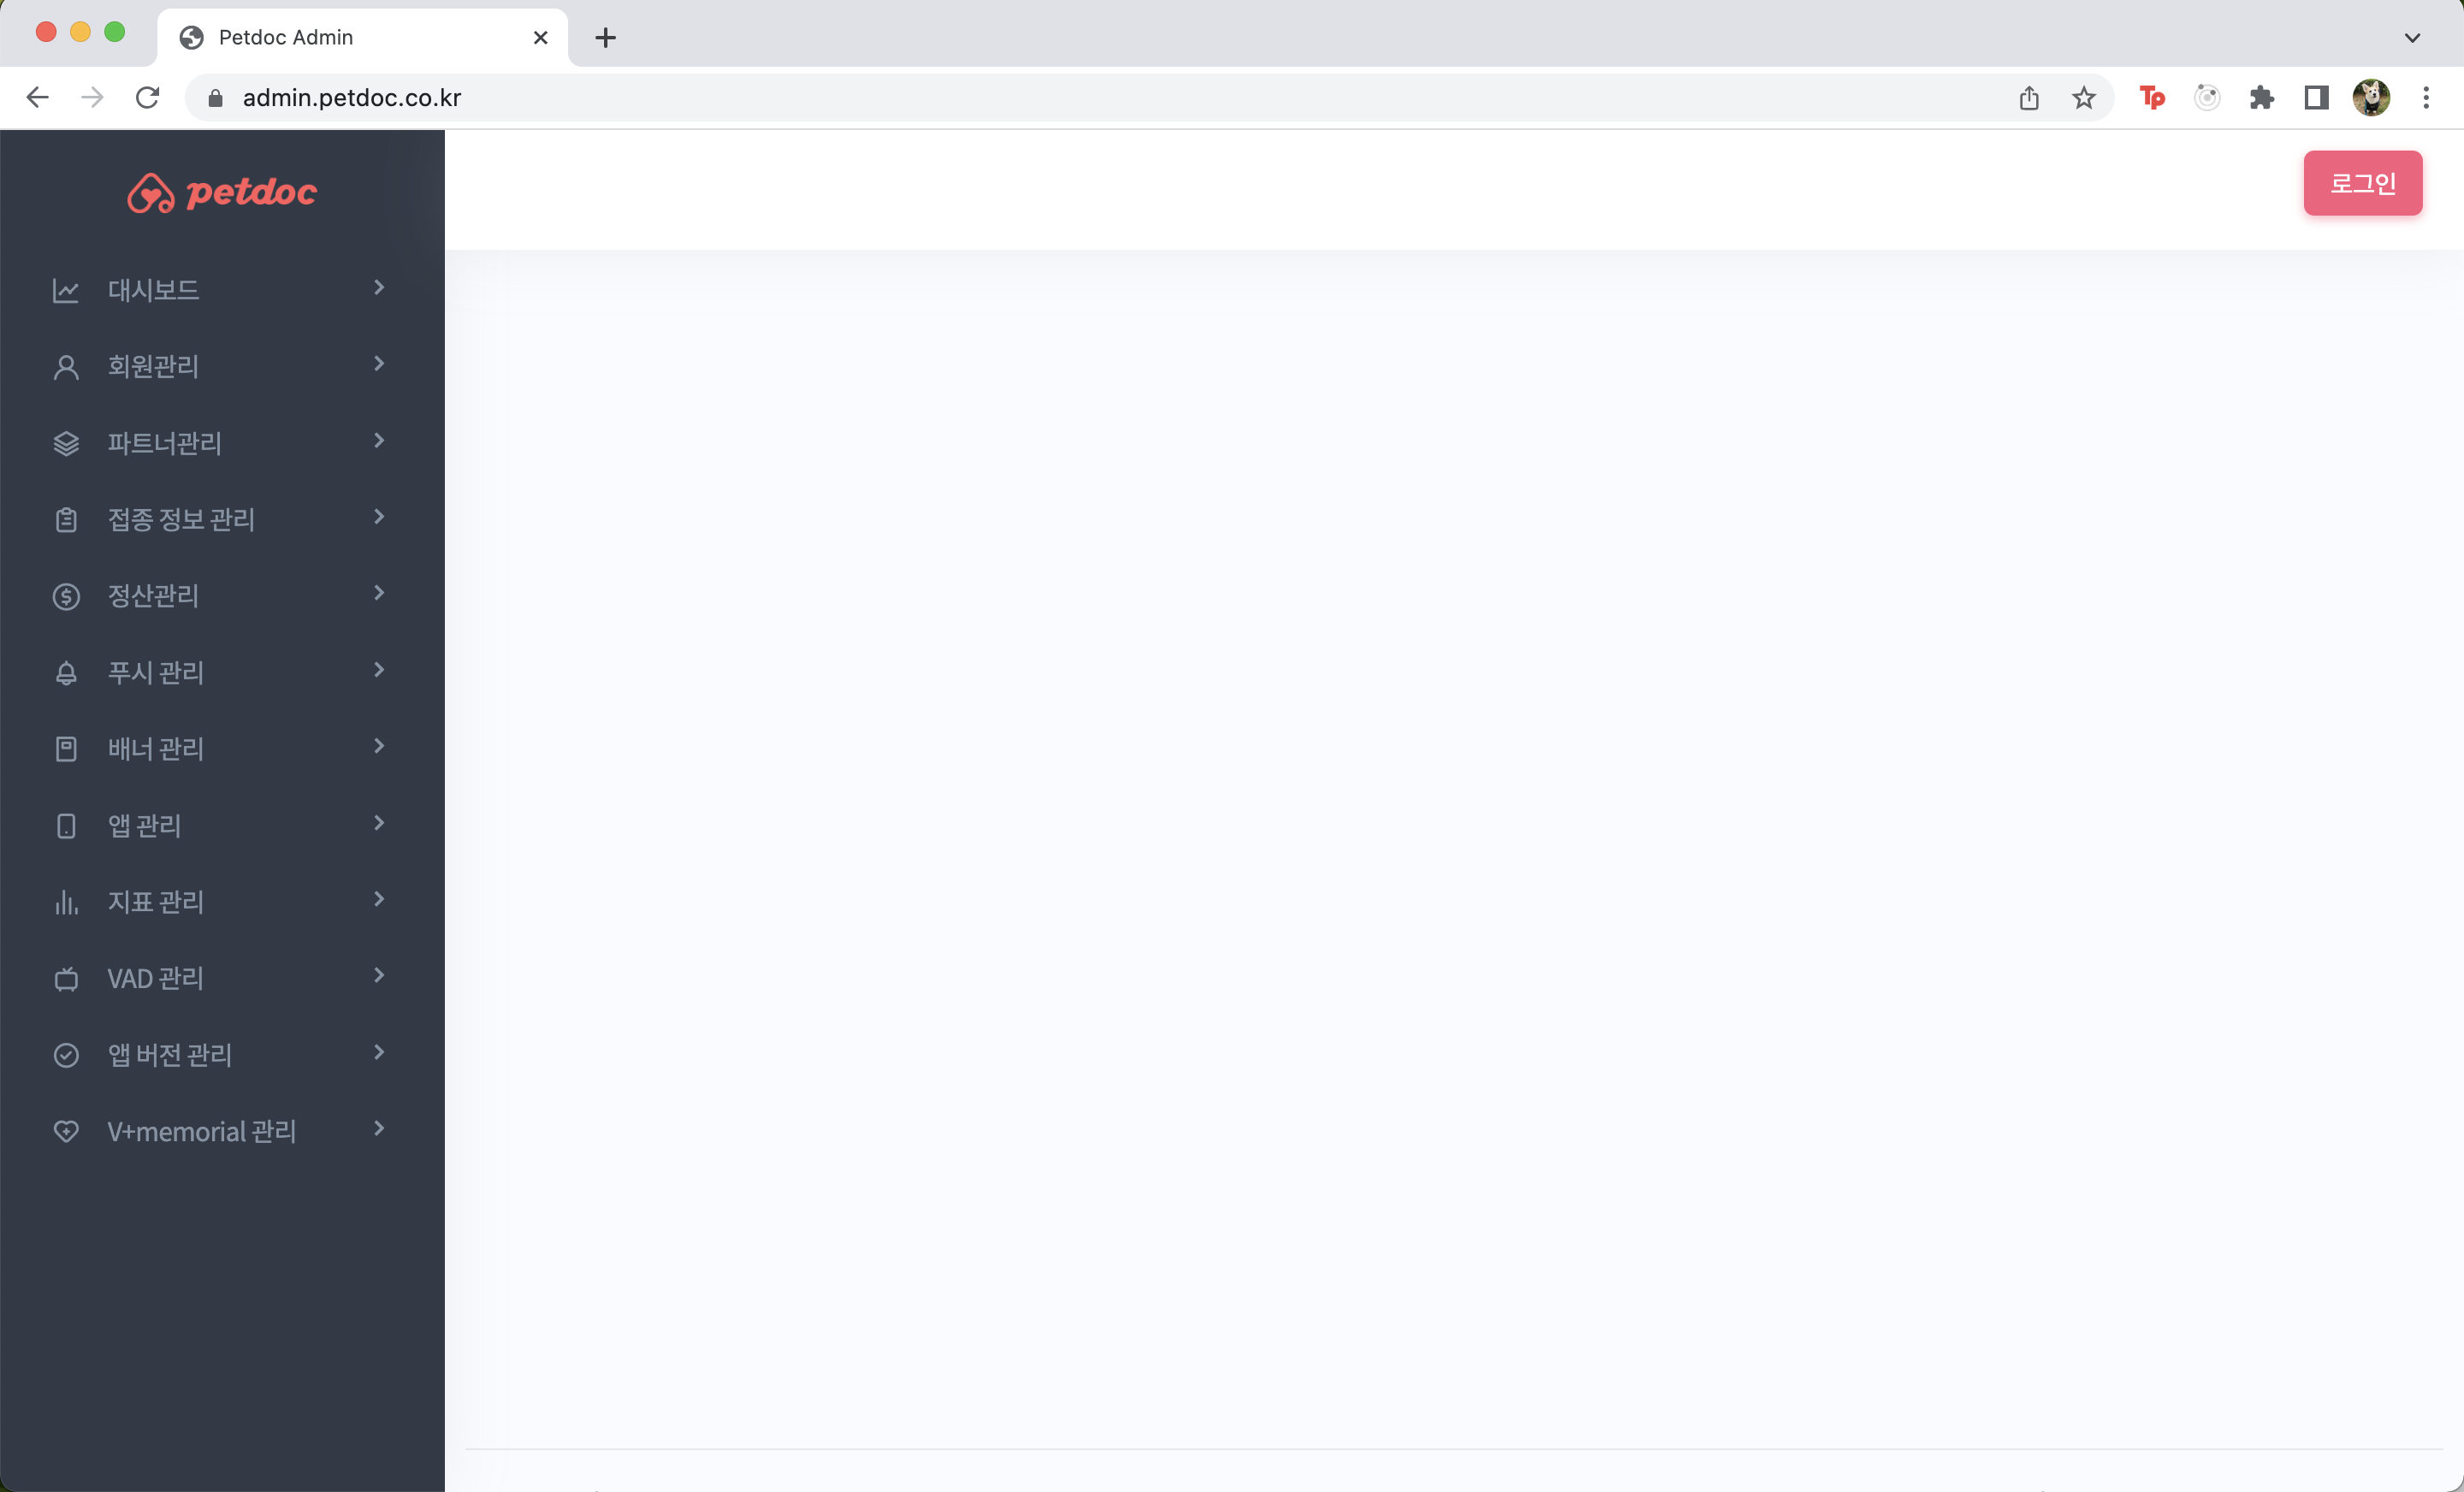 Petdoc Admin
admin.petdoc.co.kr
Tp
petdoc
로그인
대시보드
회원관리
파트너관리
접종 정보 관리
정산관리
푸시 관리
배너 관리
앱 관리
지표 관리
VAD 관리
앱 버전 관리
V+memorial 관리